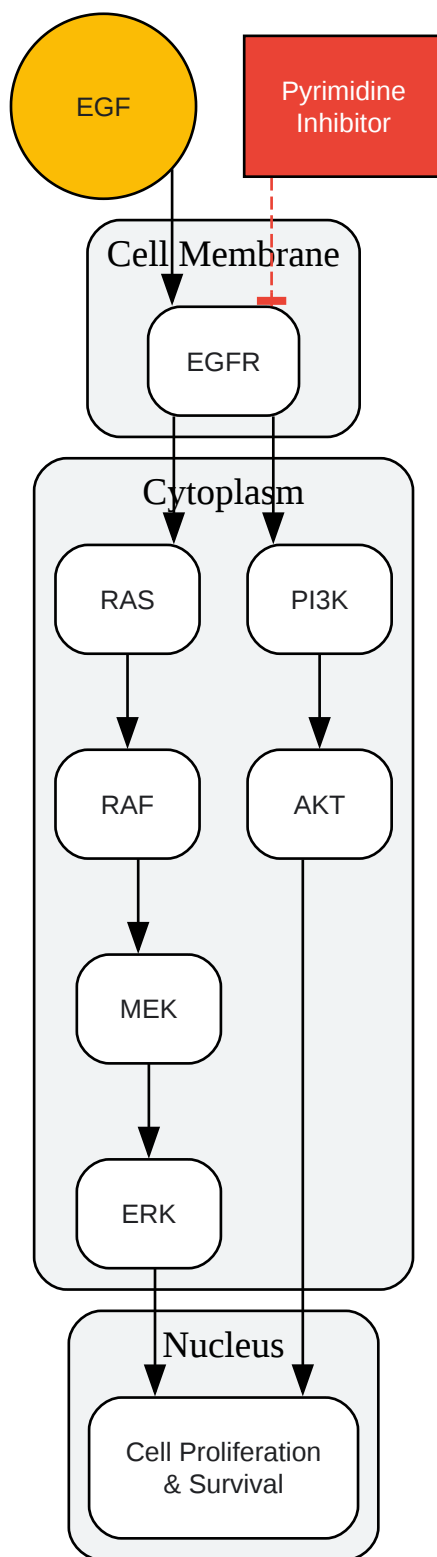 EGF
Pyrimidine
Inhibitor
Cell Membrane
EGFR
Cytoplasm
RAS
PI3K
RAF
AKT
MEK
ERK
Nucleus
Cell Proliferation
& Survival